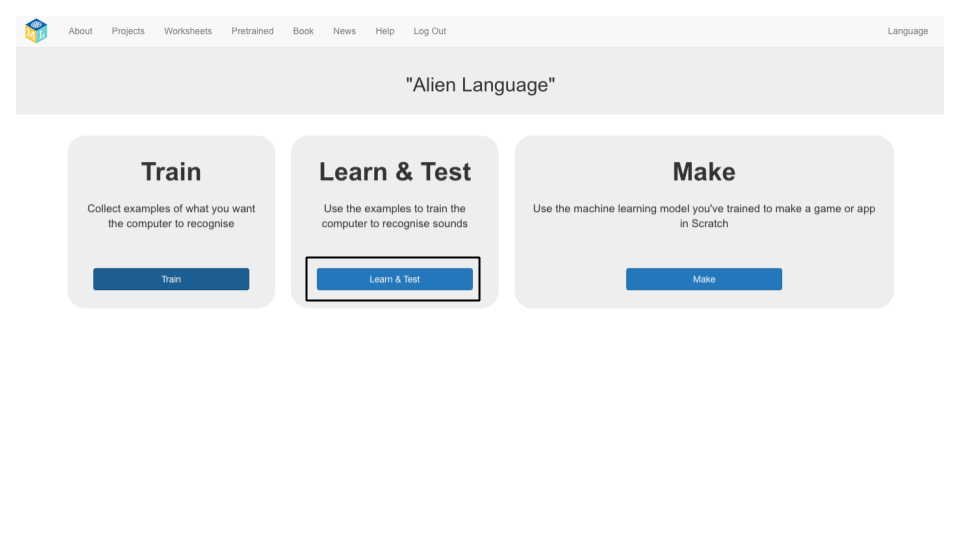 About Projects Worksheets Pretrained Book News Help Log Out Language
"Alien Language"
Train
Collect examples of what you want
the computer to recognise
Train
Learn & Test
Use the examples to train the
computer to recognise sounds
Learn & Test
Make
Use the machine learning model you've trained to make a game or app
in Scratch
Make